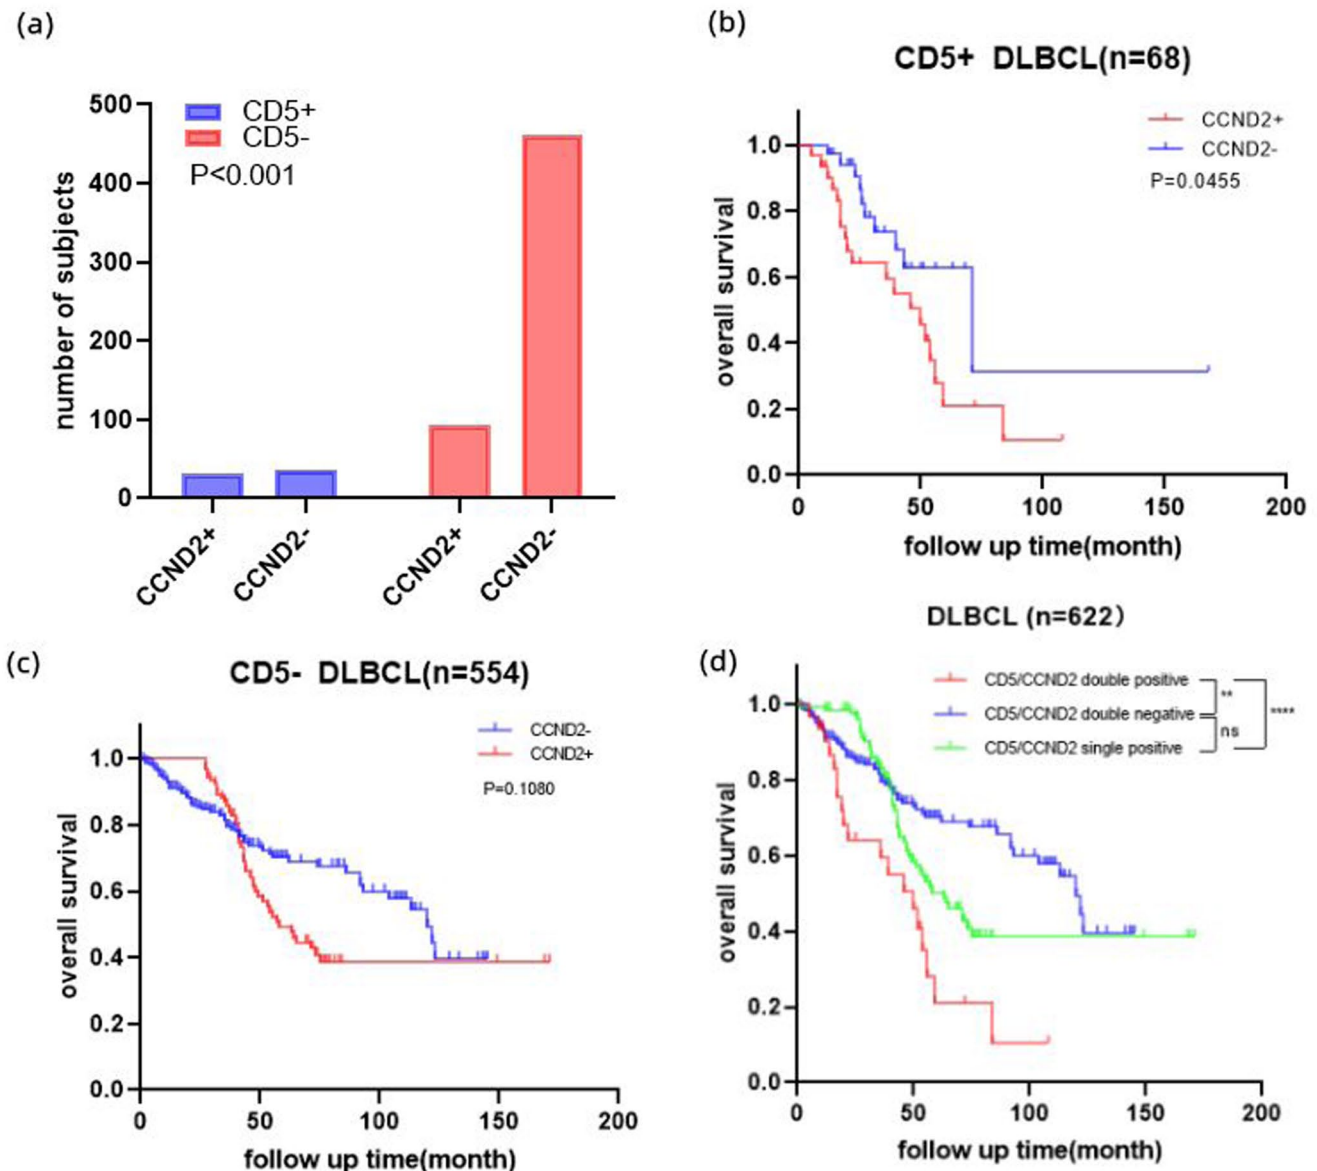 (a)
500
400
300
200
100
0
number of subjects
CD5+
CD5-
P<0.001
CCND2+
CCND2-
CCND2+
CCND2-
(b)
CD5+ DLBCL(n=68)
CCND2+
CCND2-
P=0.0455
1.0
0.8
0.6
0.4
0.2
0.0
overall survival
0 50 100 150 200
follow up time(month)
(c)
CD5- DLBCL(n=554)
CCND2-
CCND2+
P=0.1080
1.0
0.8
0.6
0.4
0.2
0.0
overall survival
0 50 100 150 200
follow up time(month)
DLBCL (n=622)
(d)
CD5/CCND2 double positive
CD5/CCND2 double negative
CD5/CCND2 single positive
**
ns
****
1.0
0.8
0.6
0.4
0.2
0.0
overall survival
0 50 100 150 200
follow up time(month)